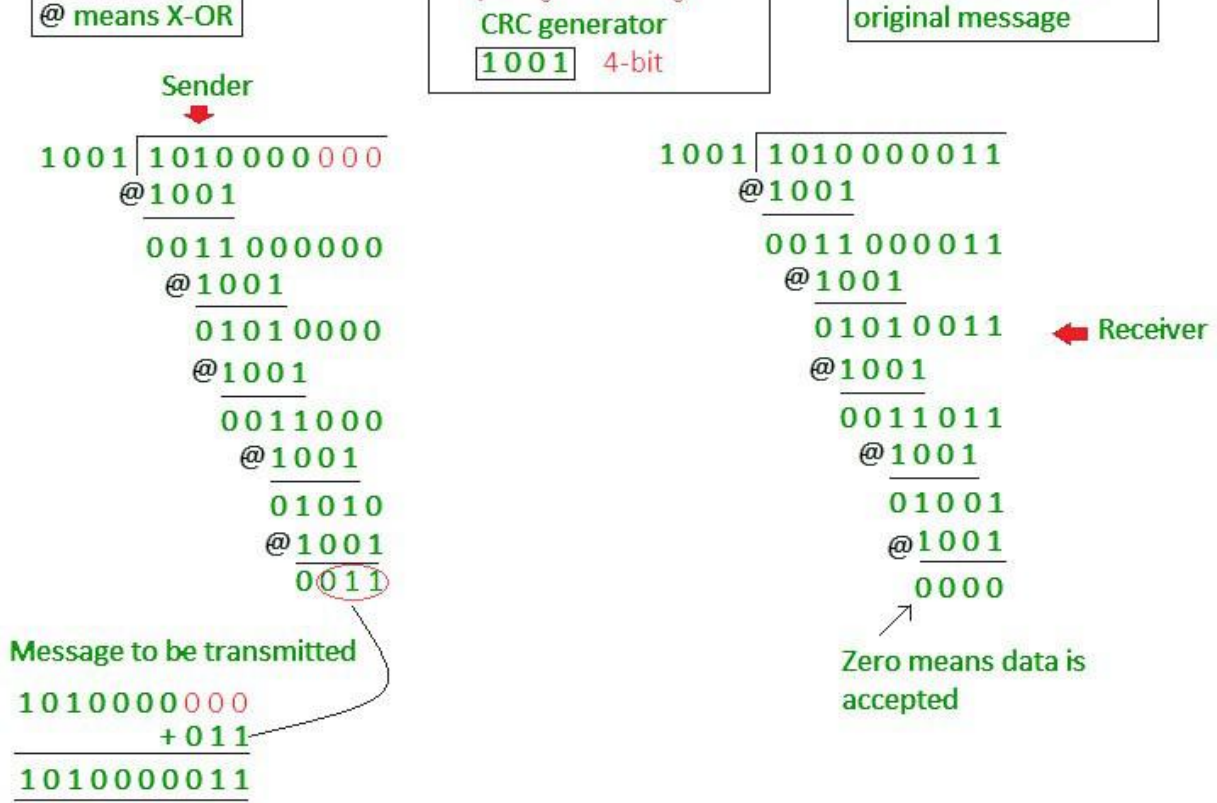 @ means X-OR
CRC generator
1001 4-bit
original message
Sender
1001 1010000000
@1001
0011000000
@1001
01010000
@1001
0011000
@1001
01010
@1001
0011
Message to be transmitted
1010000000
+011
1010000011
1001 1010000011
@1001
0011000011
@1001
01010011
Receiver
@1001
0011011
@1001
01001
@1001
0000
Zero means data is
accepted